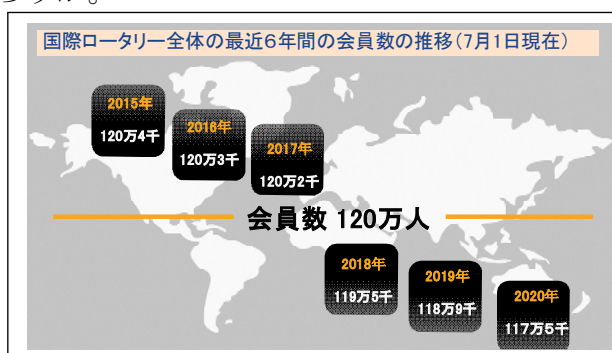 国際ロータリー全体の最近6年間の会員数の推移(7月1日現在)
2015年
120万4千
2016年
120万3千
2017年
120万2千
会員数 120万人
2018年
119万5千
2019年
118万9千
2020年
117万5千